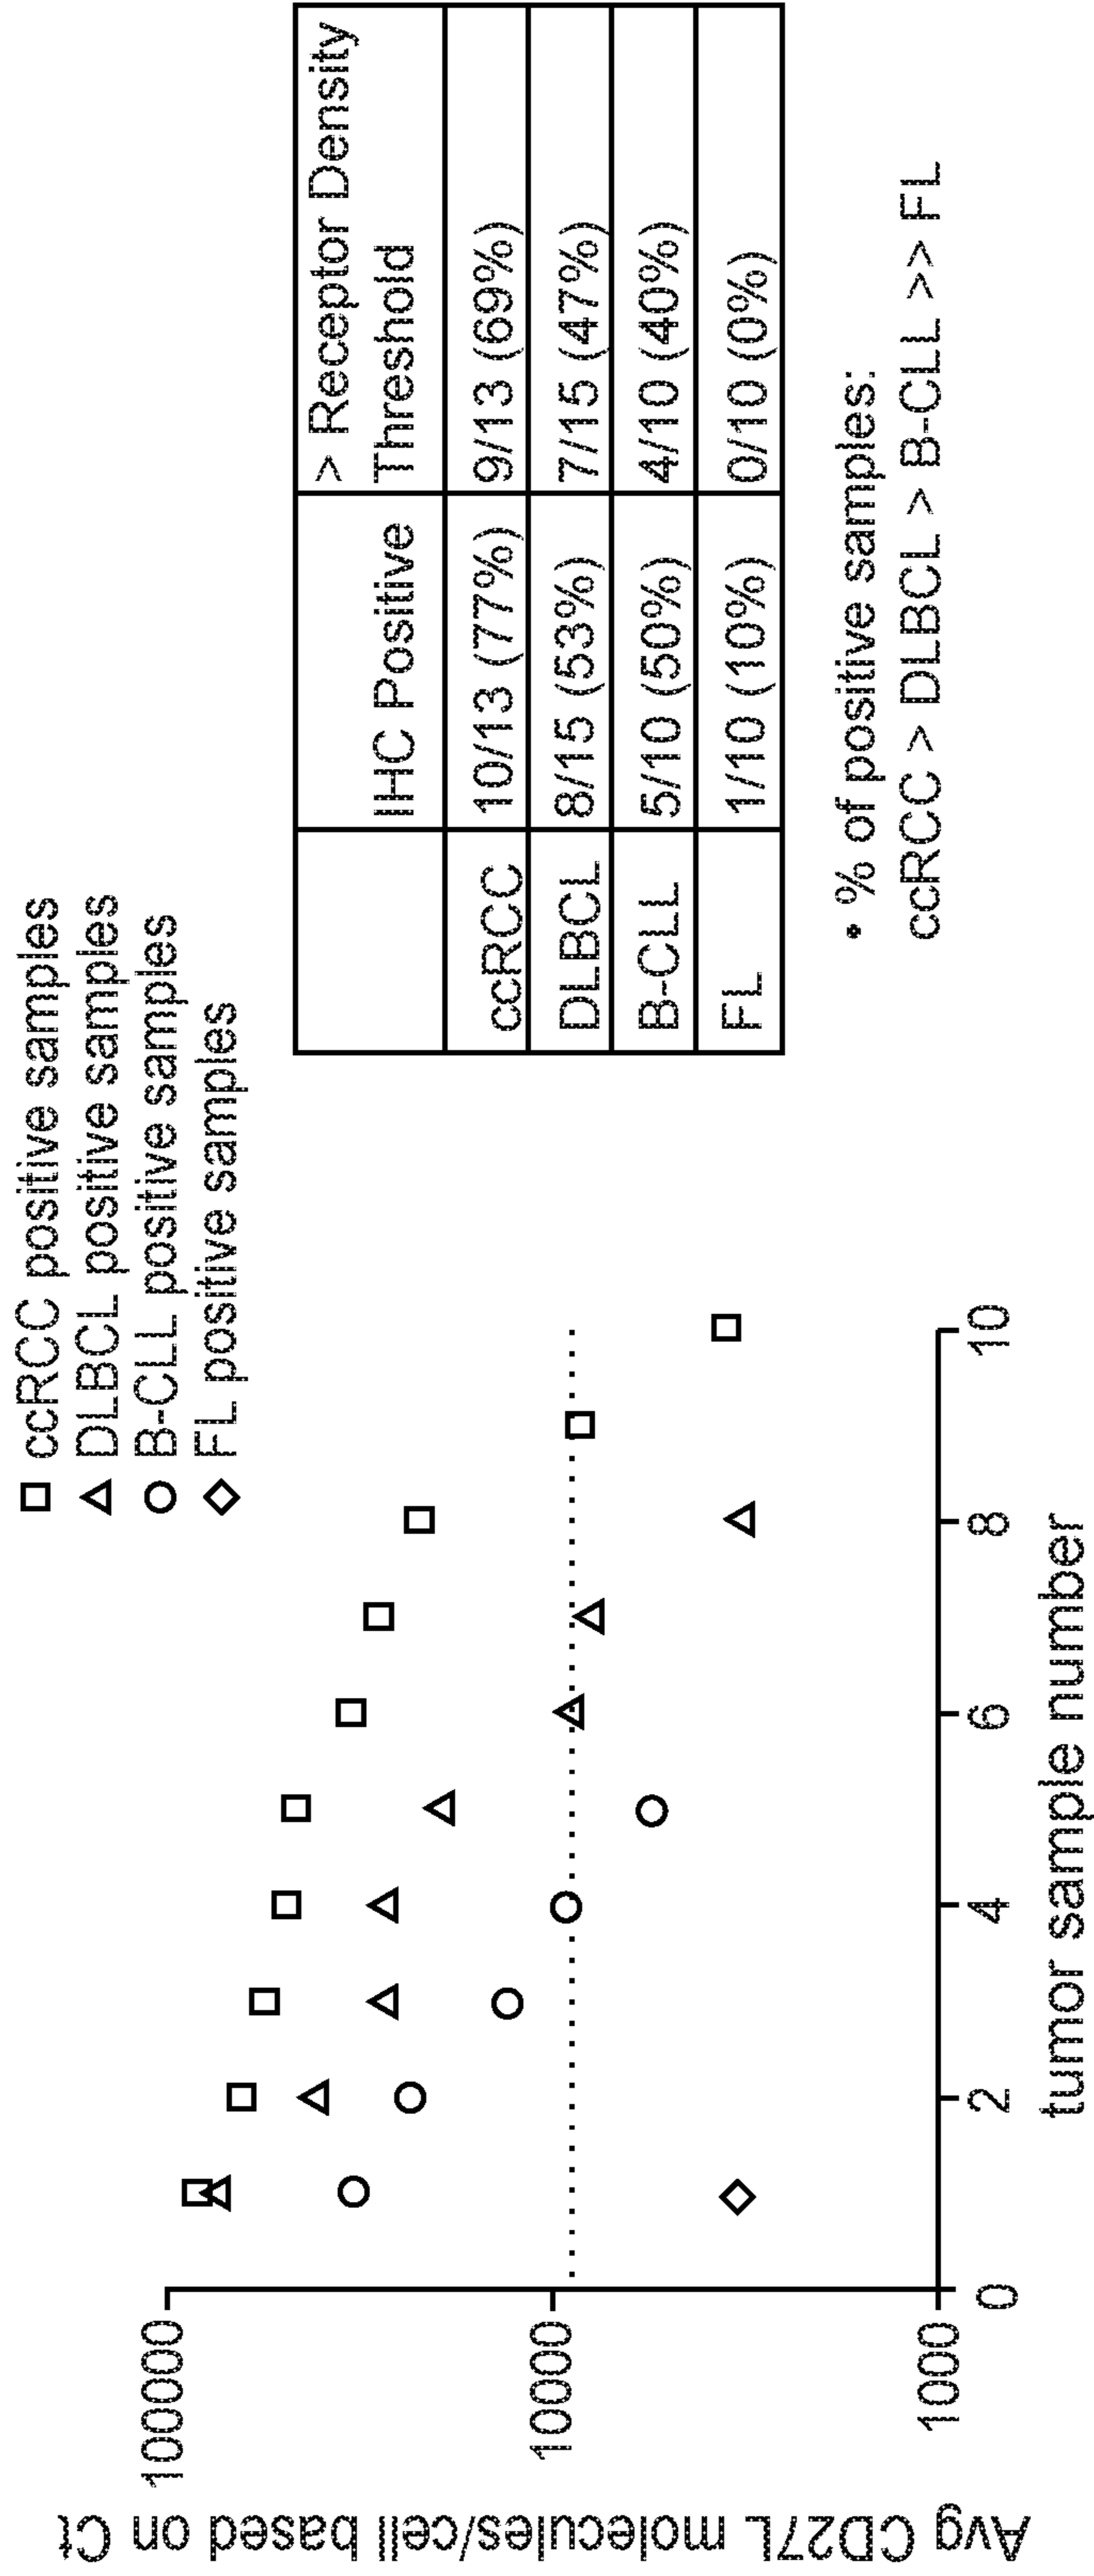 ccRCC positive samples
DLBCL positive samples
B-CLL positive samples
FL positive samples
Avg CD27L molecules/cell based on Ct
100000
10000
1000
0 2 4 6 8 10
tumor sample number
IHC Positive > Receptor Density Threshold
ccRCC 10/13 (77%) 9/13 (69%)
DLBCL 8/15 (53%) 7/15 (47%)
B-CLL 5/10 (50%) 4/10 (40%)
FL 1/10 (10%) 0/10 (0%)
• % of positive samples:
ccRCC > DLBCL > B-CLL >> FL